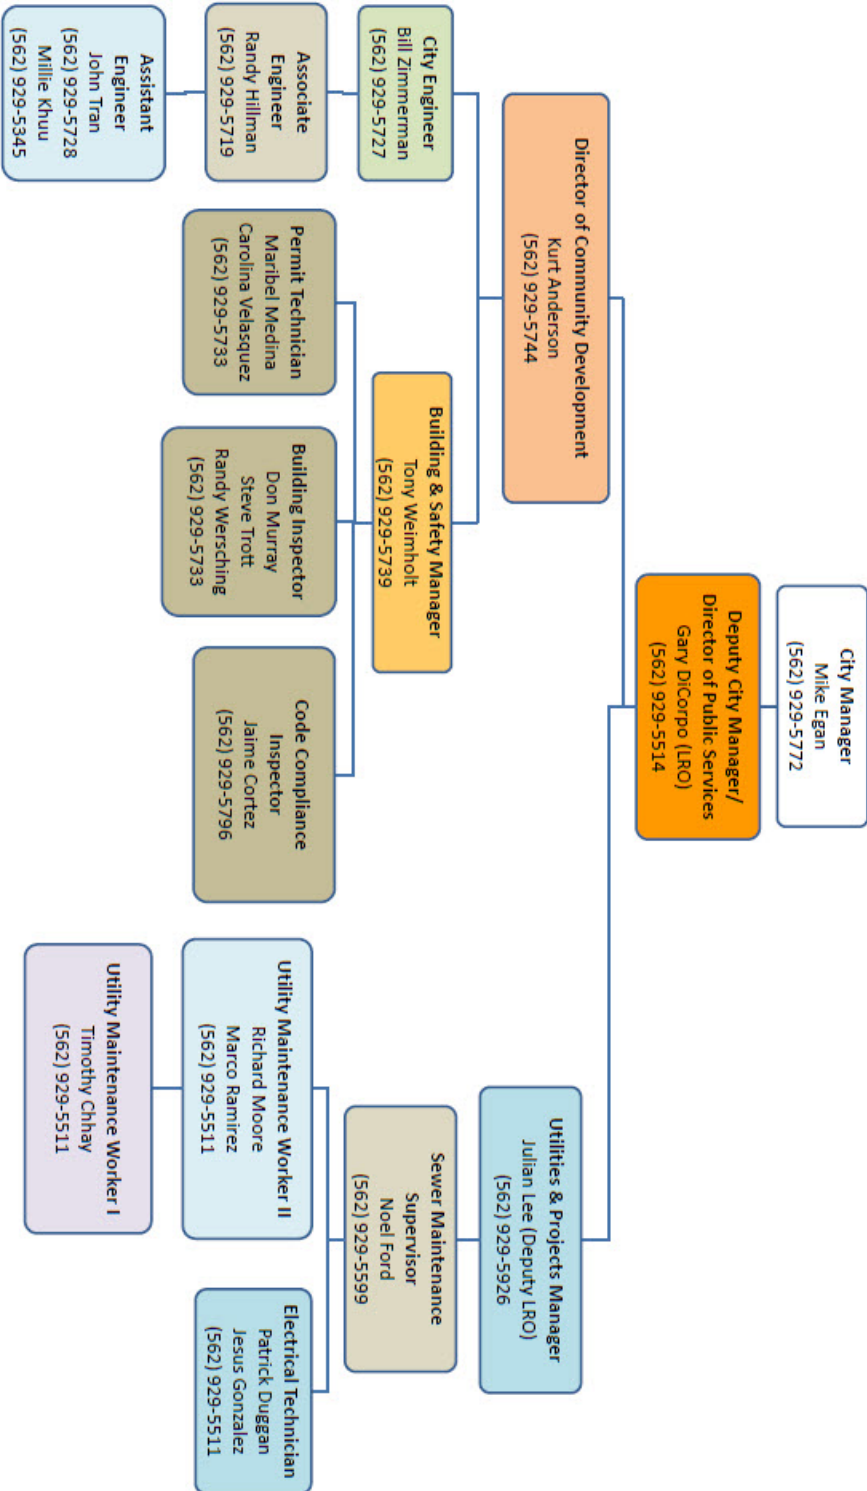 City Manager
Mike Egan
(562) 929-5772
Deputy City Manager/
Director of Public Services
Gary DiCorpo (LRO)
(562) 929-5514
Director of Community Development
Kurt Anderson
(562) 929-5744
Utilities & Projects Manager
Julian Lee (Deputy LRO)
(562) 929-5926
City Engineer
Bill Zimmerman
(562) 929-5727
Building & Safety Manager
Tony Weimholt
(562) 929-5739
Sewer Maintenance
Supervisor
Noel Ford
(562) 929-5599
Associate
Engineer
Randy Hillman
(562) 929-5719
Permit Technician
Maribel Medina
Carolina Velasquez
(562) 929-5733
Building Inspector
Don Murray
Steve Trott
Randy Wersching
(562) 929-5733
Code Compliance
Inspector
Jaime Cortez
(562) 929-5796
Utility Maintenance Worker II
Richard Moore
Marco Ramirez
(562) 929-5511
Electrical Technician
Patrick Duggan
Jesus Gonzalez
(562) 929-5511
Assistant
Engineer
John Tran
(562) 929-5728
Millie Khuu
(562) 929-5345
Utility Maintenance Worker I
Timothy Chhay
(562) 929-5511